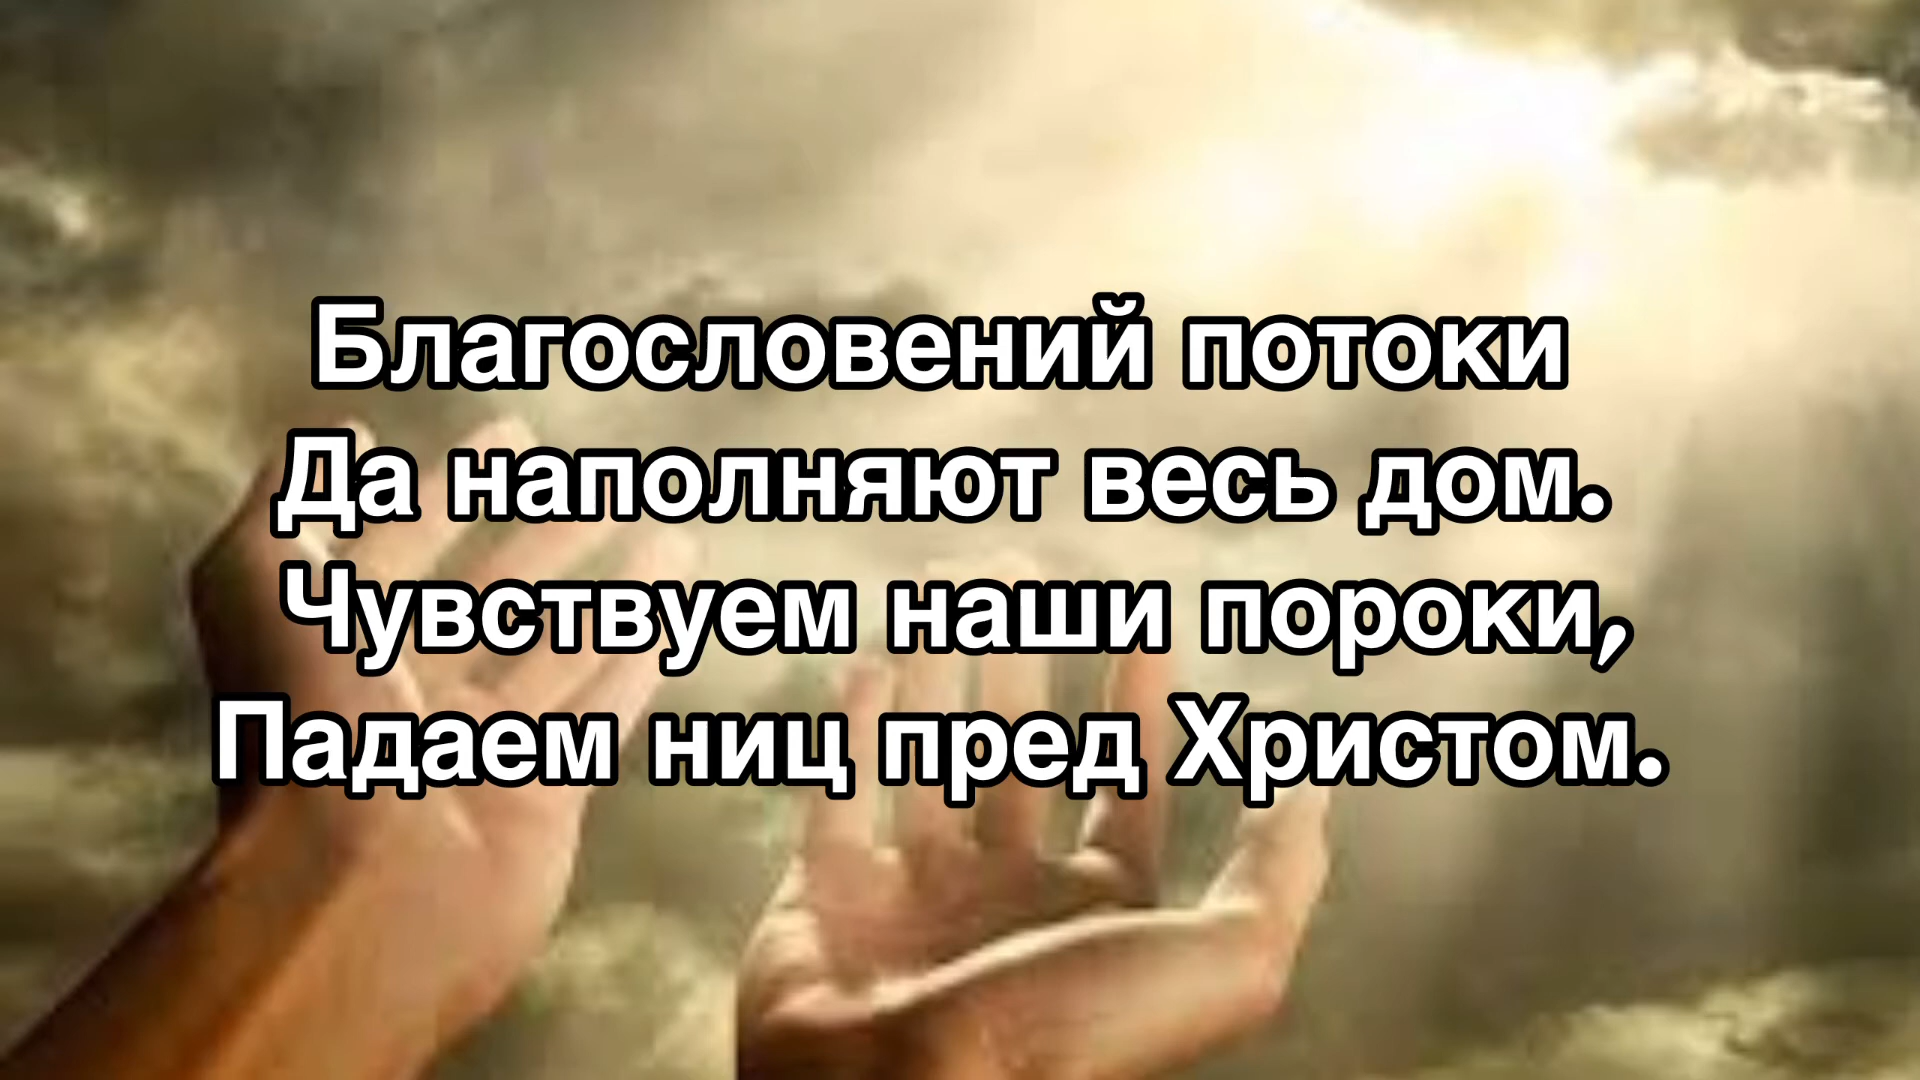 Благословений потоки
Да наполняют весь дом.
Чувствуем наши пороки,
Падаем ниц пред Христом.